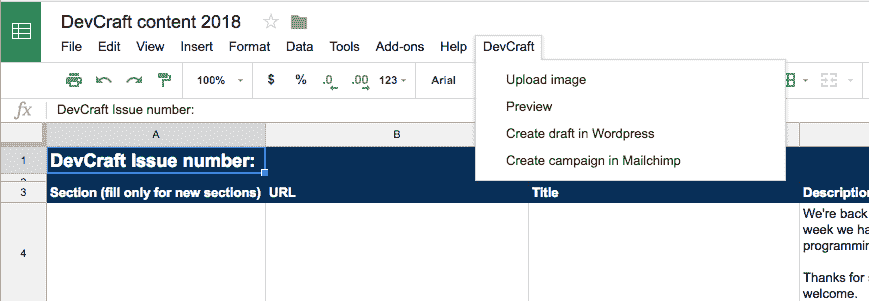 DevCraft content 2018
File Edit View Insert Format Data Tools Add-ons Help DevCraft
100% $ % .0 .00 123 Arial
Upload image
Preview
Create draft in Wordpress
Create campaign in Mailchimp
fx DevCraft Issue number:
A B
1 DevCraft Issue number:
3 Section (fill only for new sections) URL Title Description
4
We're back
week we ha
programmin
Thanks for s
welcome.